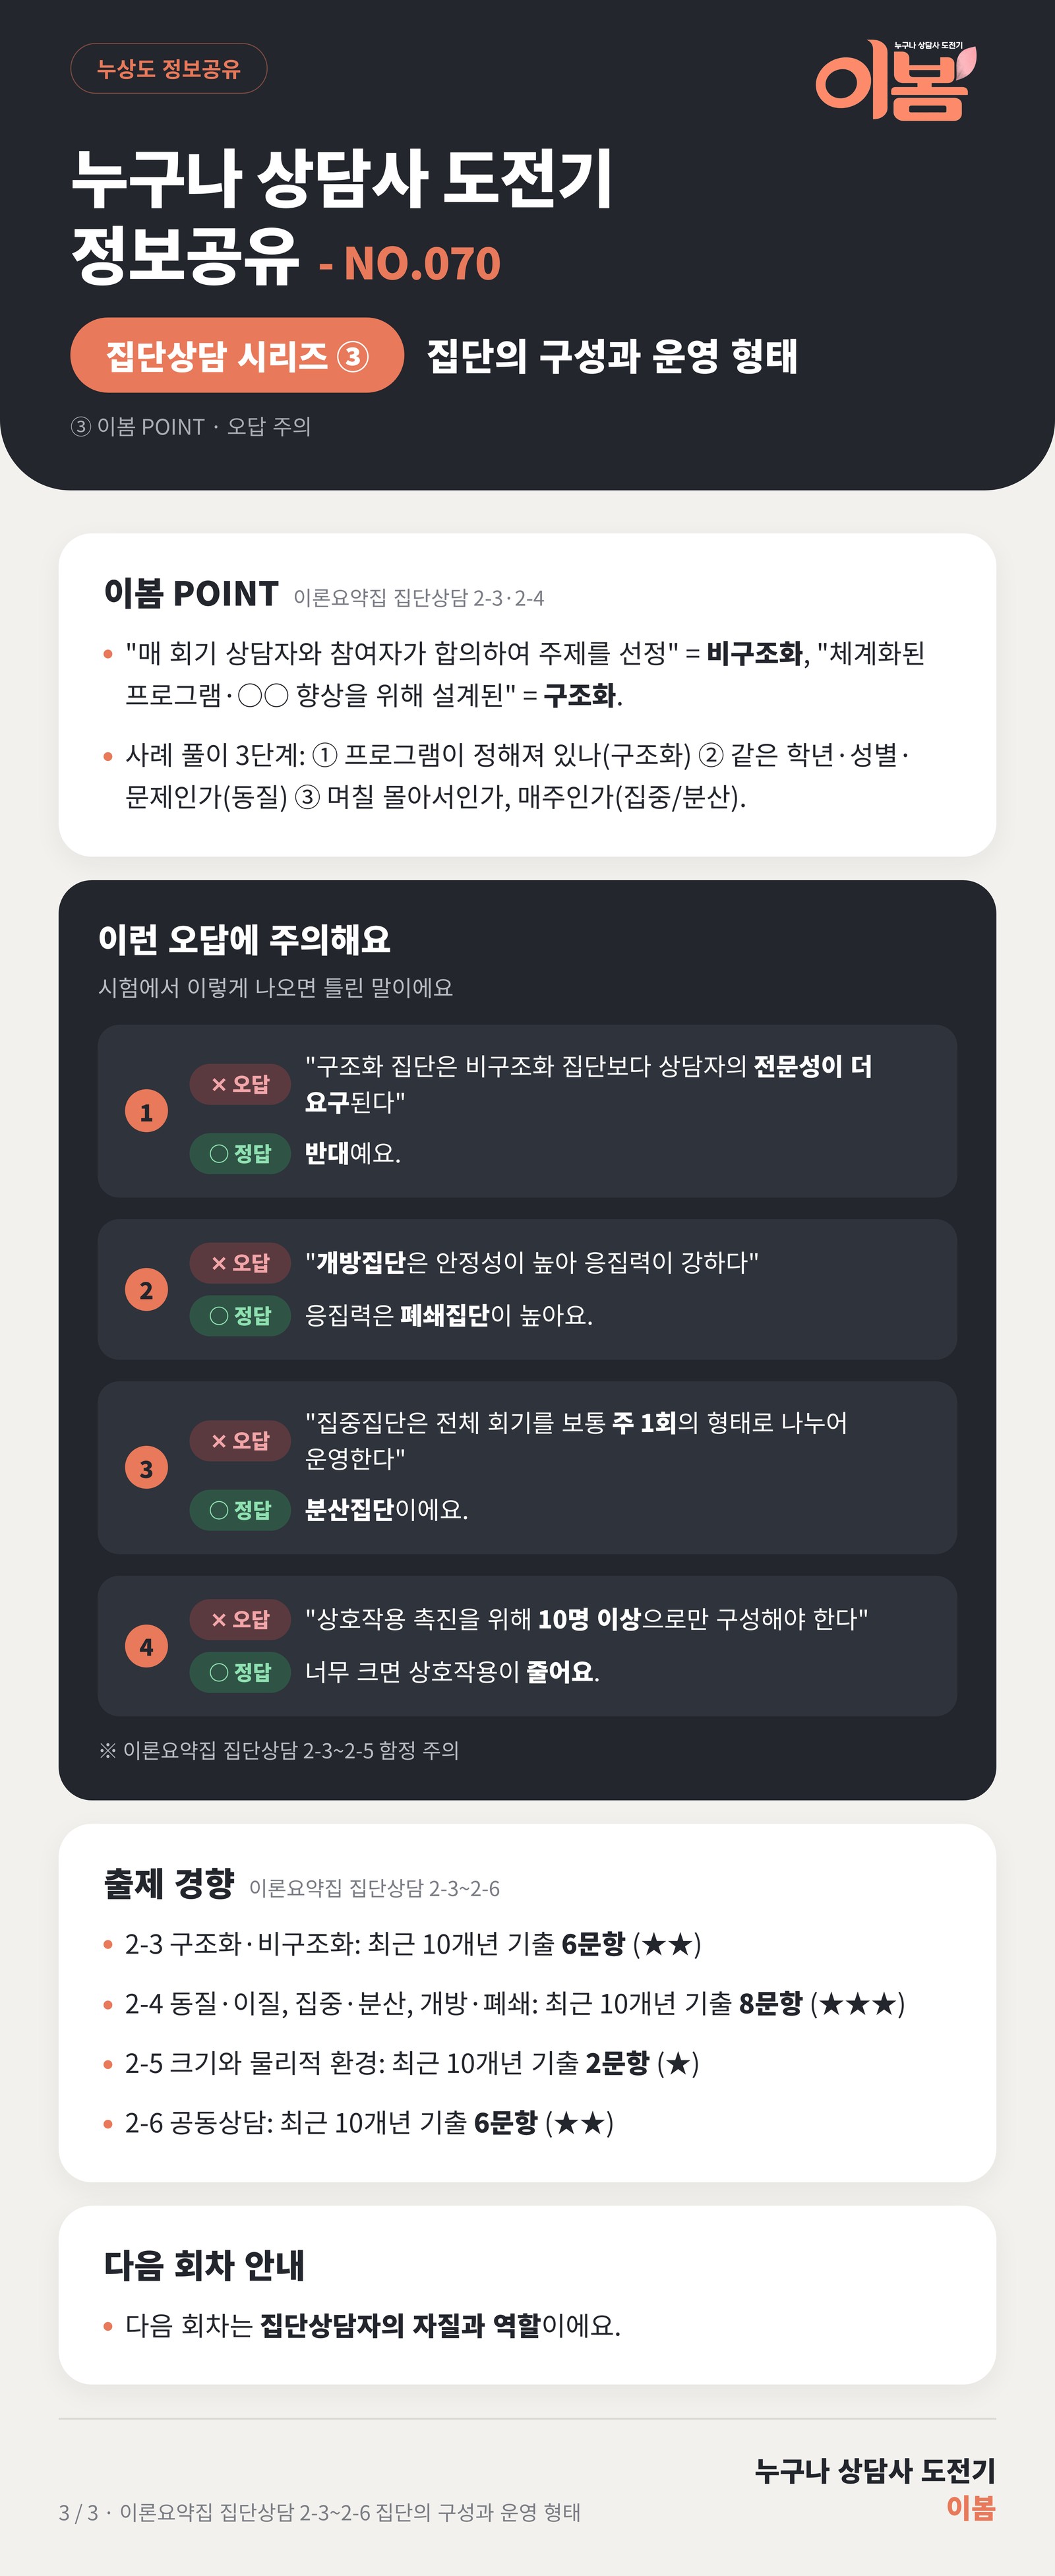 누상도 정보공유
누구나 상담사 도전기
이봄
누구나 상담사 도전기
정보공유 - NO.070
집단상담 시리즈 ③ 집단의 구성과 운영 형태
③ 이봄 POINT · 오답 주의
이봄 POINT 이론요약집 집단상담 2-3·2-4
• "매 회기 상담자와 참여자가 합의하여 주제를 선정" = 비구조화, "체계화된
프로그램·○○ 향상을 위해 설계된" = 구조화.
• 사례 풀이 3단계: ① 프로그램이 정해져 있나(구조화) ② 같은 학년·성별·
문제인가(동질) ③ 며칠 몰아서인가, 매주인가(집중/분산).
이런 오답에 주의해요
시험에서 이렇게 나오면 틀린 말이에요
1
✕ 오답 "구조화 집단은 비구조화 집단보다 상담자의 전문성이 더
요구된다"
○ 정답 반대예요.
2
✕ 오답 "개방집단은 안정성이 높아 응집력이 강하다"
○ 정답 응집력은 폐쇄집단이 높아요.
3
✕ 오답 "집중집단은 전체 회기를 보통 주 1회의 형태로 나누어
운영한다"
○ 정답 분산집단이에요.
4
✕ 오답 "상호작용 촉진을 위해 10명 이상으로만 구성해야 한다"
○ 정답 너무 크면 상호작용이 줄어요.
※ 이론요약집 집단상담 2-3~2-5 함정 주의
출제 경향 이론요약집 집단상담 2-3~2-6
• 2-3 구조화·비구조화: 최근 10개년 기출 6문항 (★★)
• 2-4 동질·이질, 집중·분산, 개방·폐쇄: 최근 10개년 기출 8문항 (★★★)
• 2-5 크기와 물리적 환경: 최근 10개년 기출 2문항 (★)
• 2-6 공동상담: 최근 10개년 기출 6문항 (★★)
다음 회차 안내
• 다음 회차는 집단상담자의 자질과 역할이에요.
누구나 상담사 도전기
3 / 3 · 이론요약집 집단상담 2-3~2-6 집단의 구성과 운영 형태
이봄